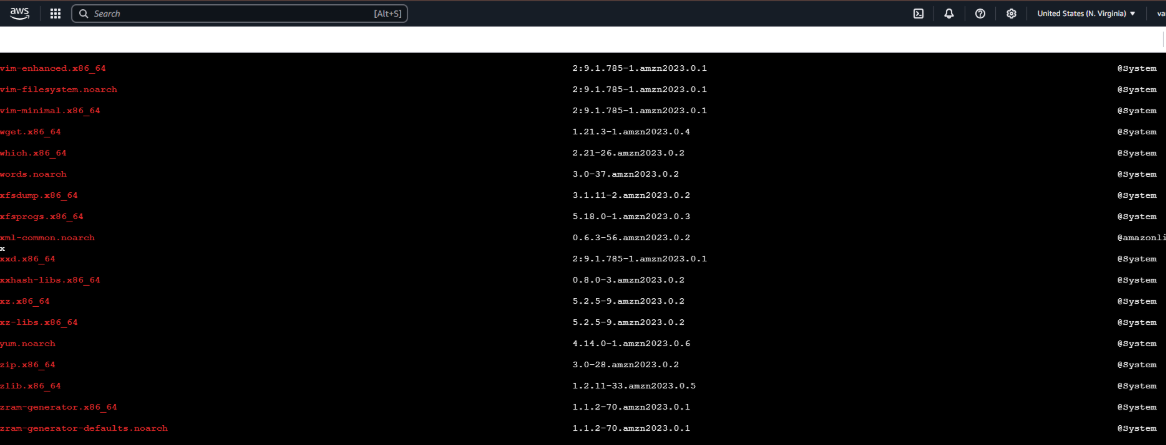 aws Search [Alt+S] United States (N. Virginia) va
vim-enhanced.x86_64 2:9.1.785-1.amzn2023.0.1 @System
vim-filesystem.noarch 2:9.1.785-1.amzn2023.0.1 @System
vim-minimal.x86_64 2:9.1.785-1.amzn2023.0.1 @System
wget.x86_64 1.21.3-1.amzn2023.0.4 @System
which.x86_64 2.21-26.amzn2023.0.2 @System
words.noarch 3.0-37.amzn2023.0.2 @System
xfsdump.x86_64 3.1.11-2.amzn2023.0.2 @System
xfsprogs.x86_64 5.18.0-1.amzn2023.0.3 @System
xml-common.noarch 0.6.3-56.amzn2023.0.2 @amazonli
x
xxd.x86_64 2:9.1.785-1.amzn2023.0.1 @System
xxhash-libs.x86_64 0.8.0-3.amzn2023.0.2 @System
xz.x86_64 5.2.5-9.amzn2023.0.2 @System
xz-libs.x86_64 5.2.5-9.amzn2023.0.2 @System
yum.noarch 4.14.0-1.amzn2023.0.6 @System
zip.x86_64 3.0-28.amzn2023.0.2 @System
zlib.x86_64 1.2.11-33.amzn2023.0.5 @System
zram-generator.x86_64 1.1.2-70.amzn2023.0.1 @System
zram-generator-defaults.noarch 1.1.2-70.amzn2023.0.1 @System